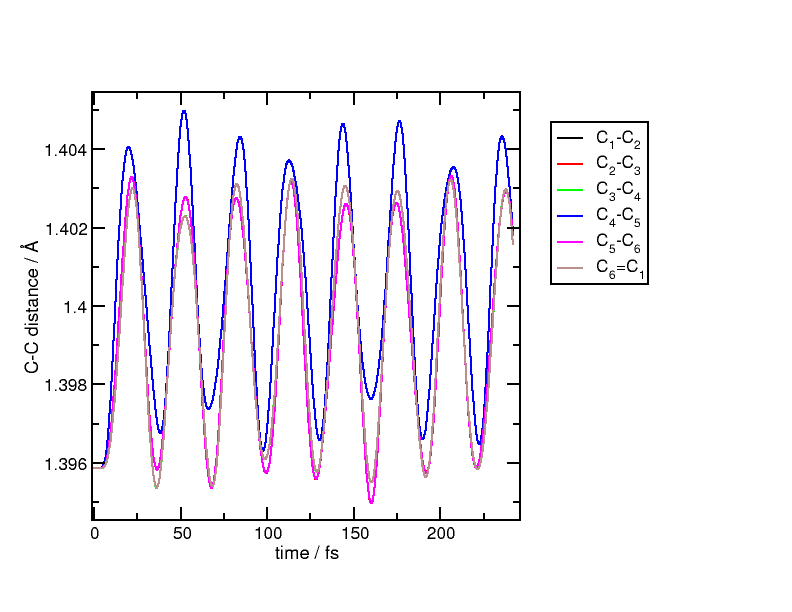 1.404
1.402
1.4
1.398
1.396
C-C distance / Å
0 50 100 150 200
time / fs
C₁-C₂
C₂-C₃
C₃-C₄
C₄-C₅
C₅-C₆
C₆=C₁